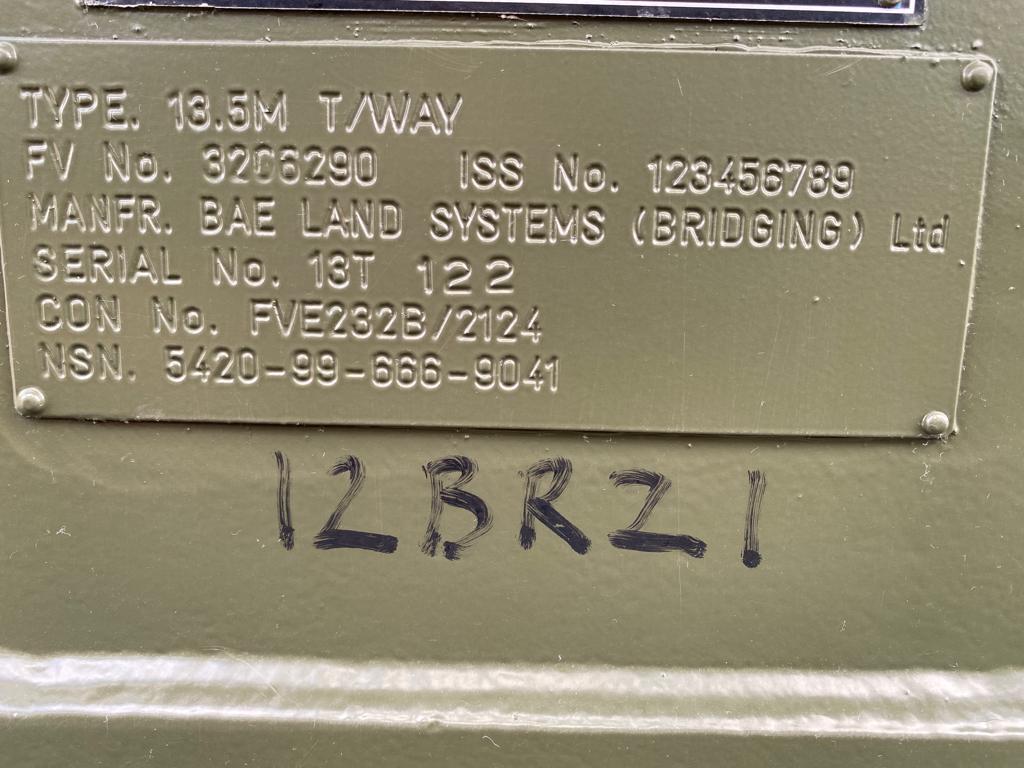 TYPE. 13.5M T/WAY
FV No. 32C6290 ISS No. 123456789
MANFR. BAE LAND SYSTEMS (BRIDGING) Ltd
SERIAL No. 13T 122
CON No. FVE232B/2124
NSN. 5420-99-666-9041
12BR21